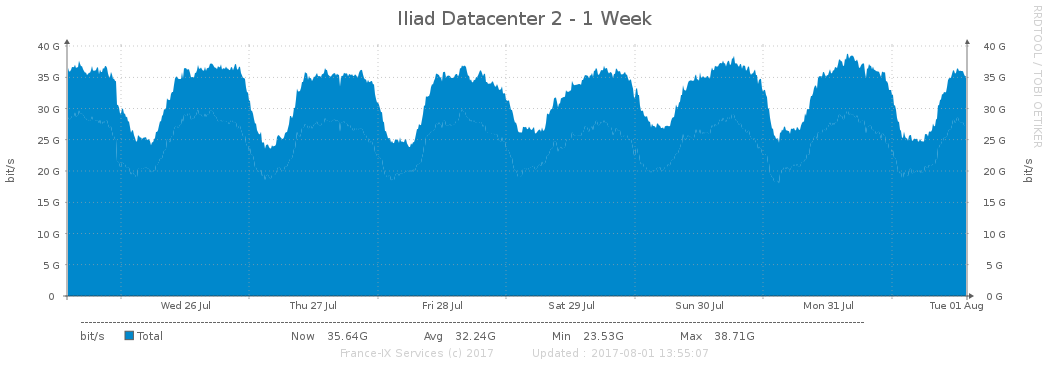 Iliad Datacenter 2 - 1 Week
RRDTOOL / TOBI OETIKER
40 G 40 G
35 G 35 G
30 G 30 G
25 G 25 G
20 G 20 G
15 G 15 G
10 G 10 G
5 G 5 G
0 0 G
bit/s bit/s
Wed 26 Jul Thu 27 Jul Fri 28 Jul Sat 29 Jul Sun 30 Jul Mon 31 Jul Tue 01 Aug
bit/s Total Now 35.64G Avg 32.24G Min 23.53G Max 38.71G
France-IX Services (c) 2017 Updated : 2017-08-01 13:55:07